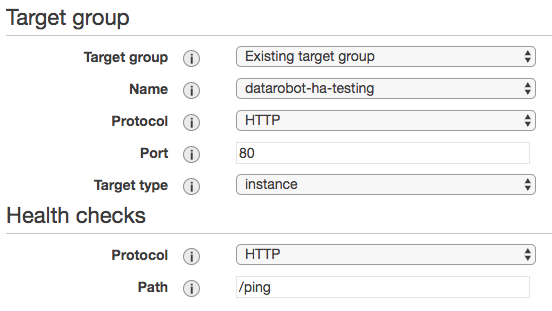 Target group
Target group i Existing target group
Name i datarobot-ha-testing
Protocol i HTTP
Port i 80
Target type i instance
Health checks
Protocol i HTTP
Path i /ping